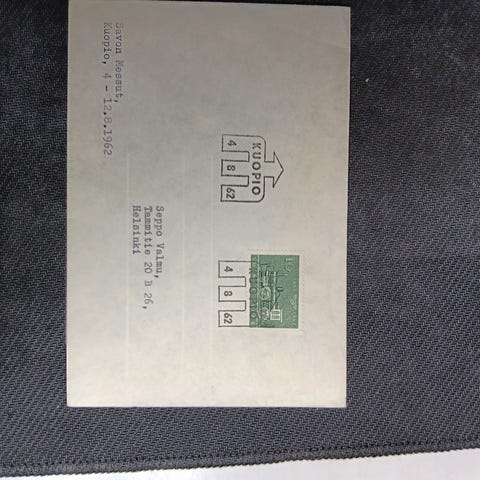 Savon Messut,
Kuopio, 4 - 12.8.1962
KUOPIO
4 8 62
4 8 62
Seppo Valmu,
Tammitie 20 B 26,
Helsinki